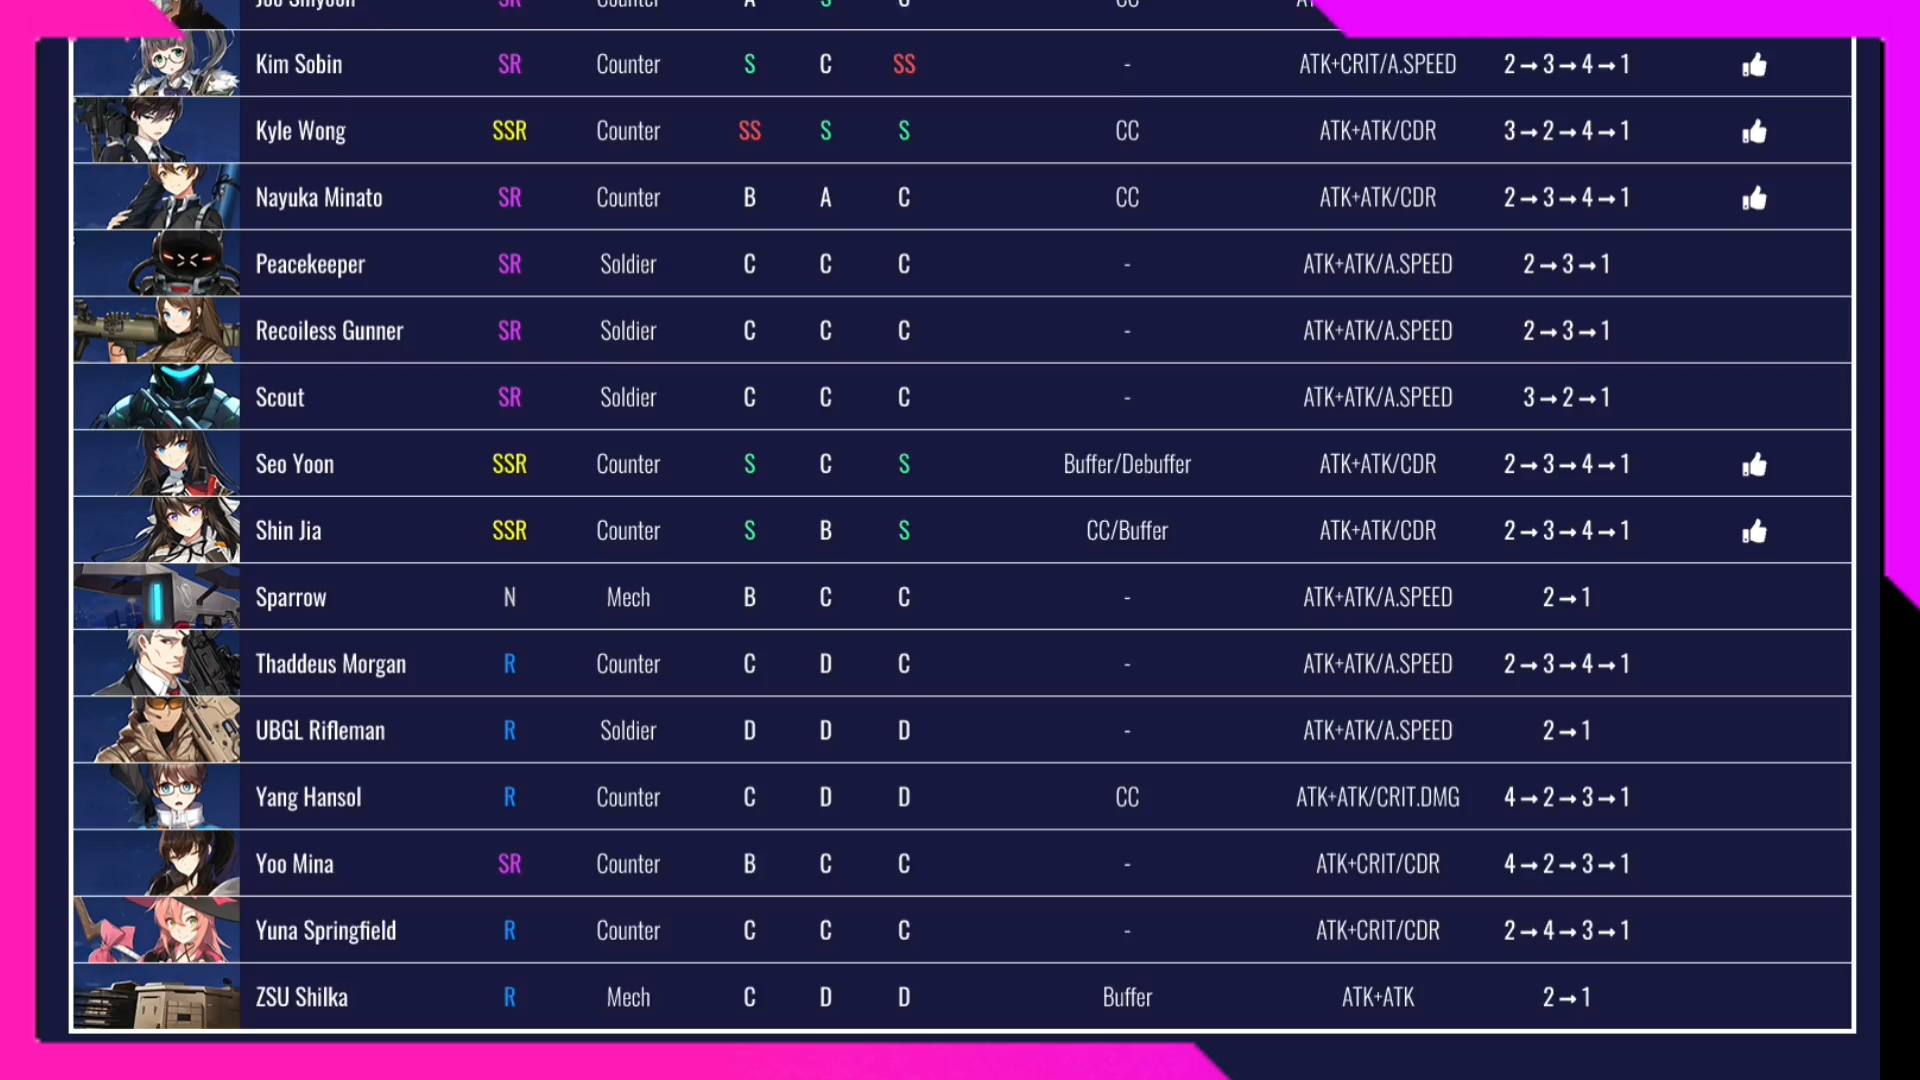 Kim Sobin SR Counter S C SS - ATK+CRIT/A.SPEED 2→3→4→1
Kyle Wong SSR Counter SS S S CC ATK+ATK/CDR 3→2→4→1
Nayuka Minato SR Counter B A C CC ATK+ATK/CDR 2→3→4→1
Peacekeeper SR Soldier C C C - ATK+ATK/A.SPEED 2→3→1
Recoiless Gunner SR Soldier C C C - ATK+ATK/A.SPEED 2→3→1
Scout SR Soldier C C C - ATK+ATK/A.SPEED 3→2→1
Seo Yoon SSR Counter S C S Buffer/Debuffer ATK+ATK/CDR 2→3→4→1
Shin Jia SSR Counter S B S CC/Buffer ATK+ATK/CDR 2→3→4→1
Sparrow N Mech B C C - ATK+ATK/A.SPEED 2→1
Thaddeus Morgan R Counter C D C - ATK+ATK/A.SPEED 2→3→4→1
UBGL Rifleman R Soldier D D D - ATK+ATK/A.SPEED 2→1
Yang Hansol R Counter C D D CC ATK+ATK/CRIT.DMG 4→2→3→1
Yoo Mina SR Counter B C C - ATK+CRIT/CDR 4→2→3→1
Yuna Springfield R Counter C C C - ATK+CRIT/CDR 2→4→3→1
ZSU Shilka R Mech C D D Buffer ATK+ATK 2→1